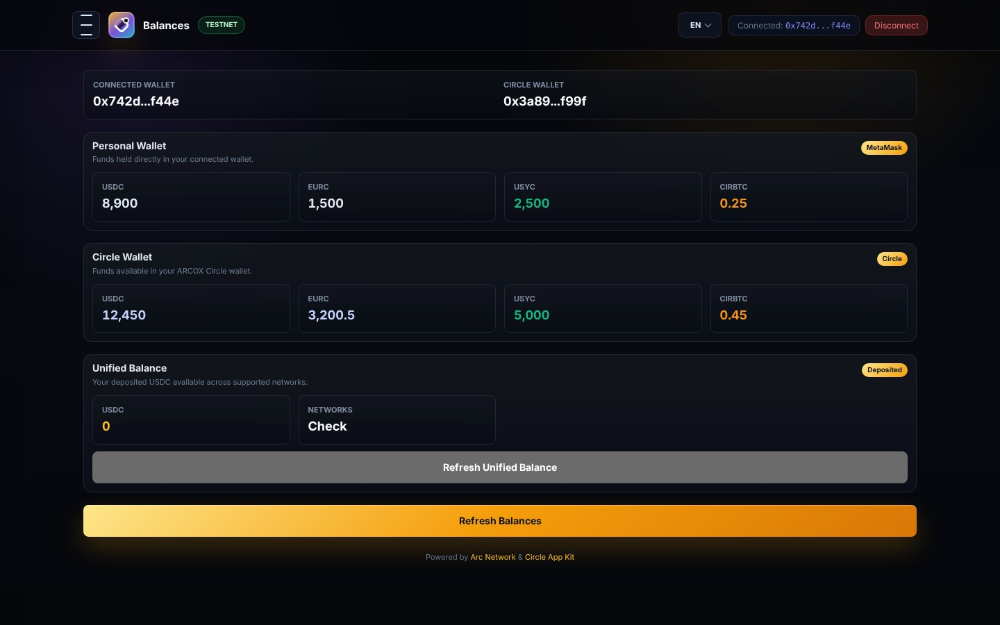 Balances
TESTNET
EN
Connected: 0x742d...f44e
Disconnect
CONNECTED WALLET
0x742d...f44e
CIRCLE WALLET
0x3a89...f99f
Personal Wallet
Funds held directly in your connected wallet.
MetaMask
USDC
8,900
EURC
1,500
USYC
2,500
CIRBTC
0.25
Circle Wallet
Funds available in your ARCOX Circle wallet.
Circle
USDC
12,450
EURC
3,200.5
USYC
5,000
CIRBTC
0.45
Unified Balance
Your deposited USDC available across supported networks.
Deposited
USDC
0
NETWORKS
Check
Refresh Unified Balance
Refresh Balances
Powered by Arc Network & Circle App Kit